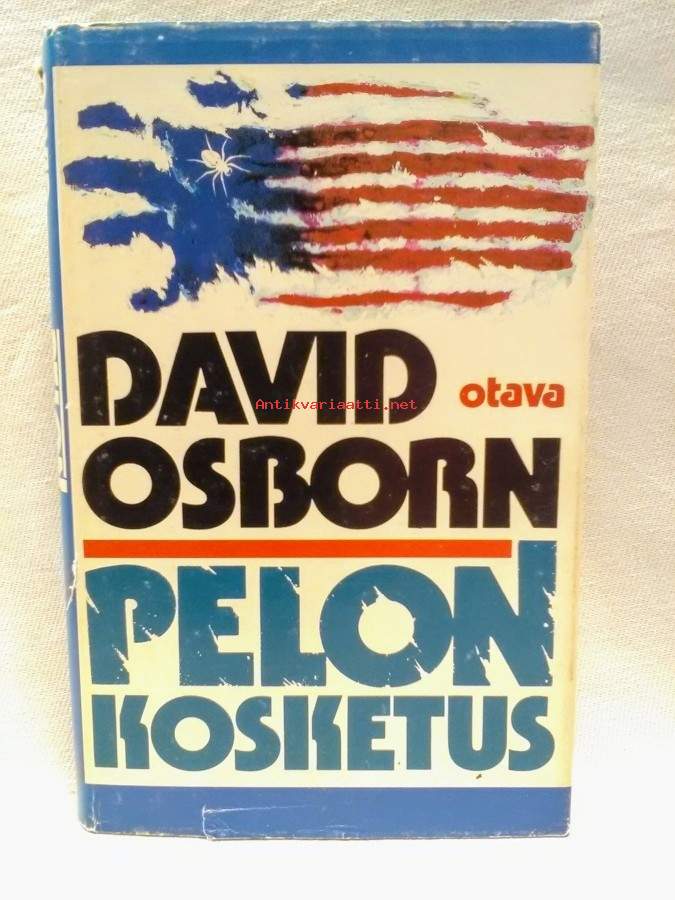 DAVID
otava
Antikvariaatti.net
OSBORN
PELON
KOSKETUS